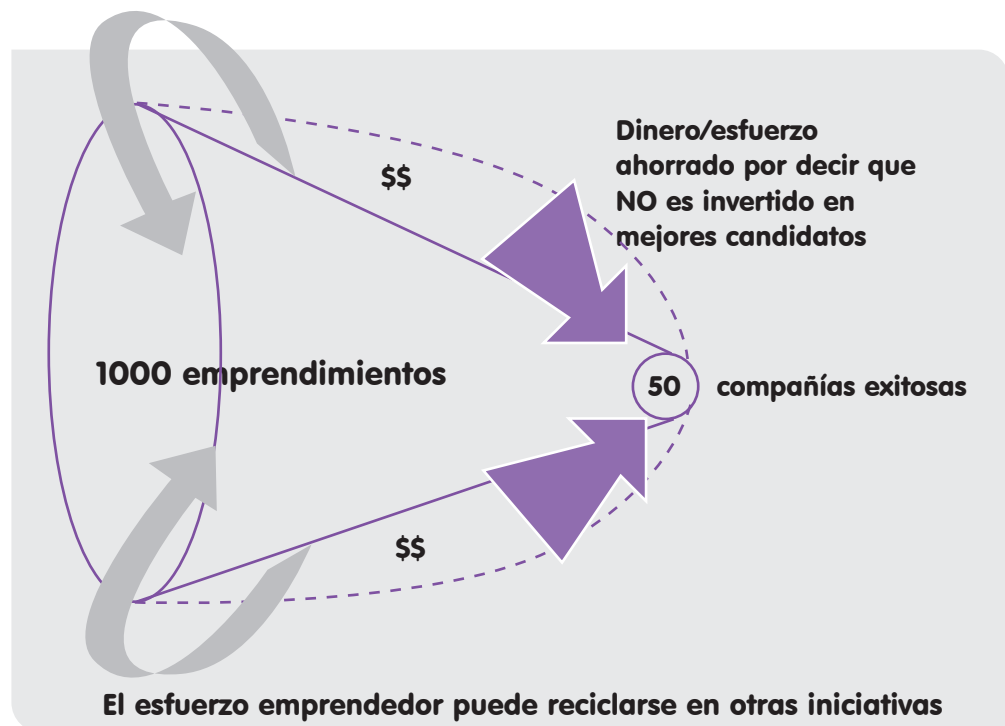 Dinero/esfuerzo
ahorrado por decir que
NO es invertido en
mejores candidatos
$$
1000 emprendimientos
50
compañías exitosas
$$
El esfuerzo emprendedor puede reciclarse en otras iniciativas